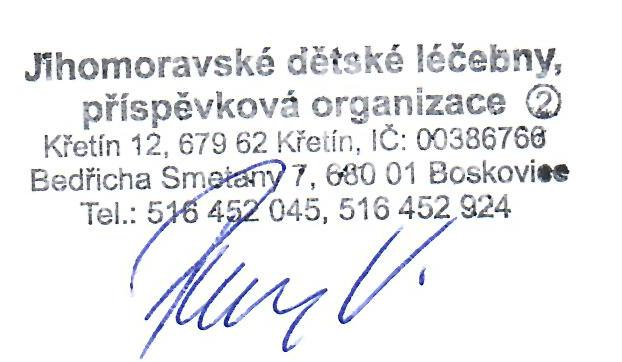 Jihomoravské dětské léčebny,
příspěvková organizace ②
Křetín 12, 679 62 Křetín, IČ: 00386766
Bedřicha Smetany 7, 680 01 Boskovice
Tel.: 516 452 045, 516 452 924